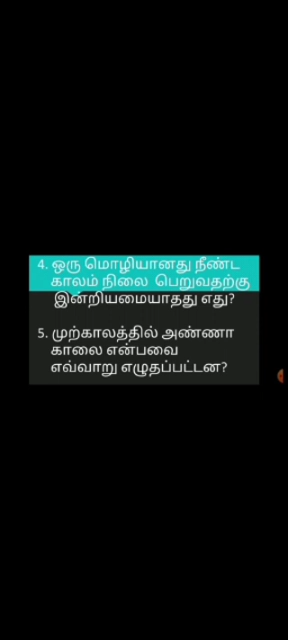 4. ஒரு மொழியானது நீண்ட
காலம் நிலை பெறுவதற்கு
இன்றியமையாதது எது?
5. முற்காலத்தில் அண்ணா
காலை என்பவை
எவ்வாறு எழுதப்பட்டன?